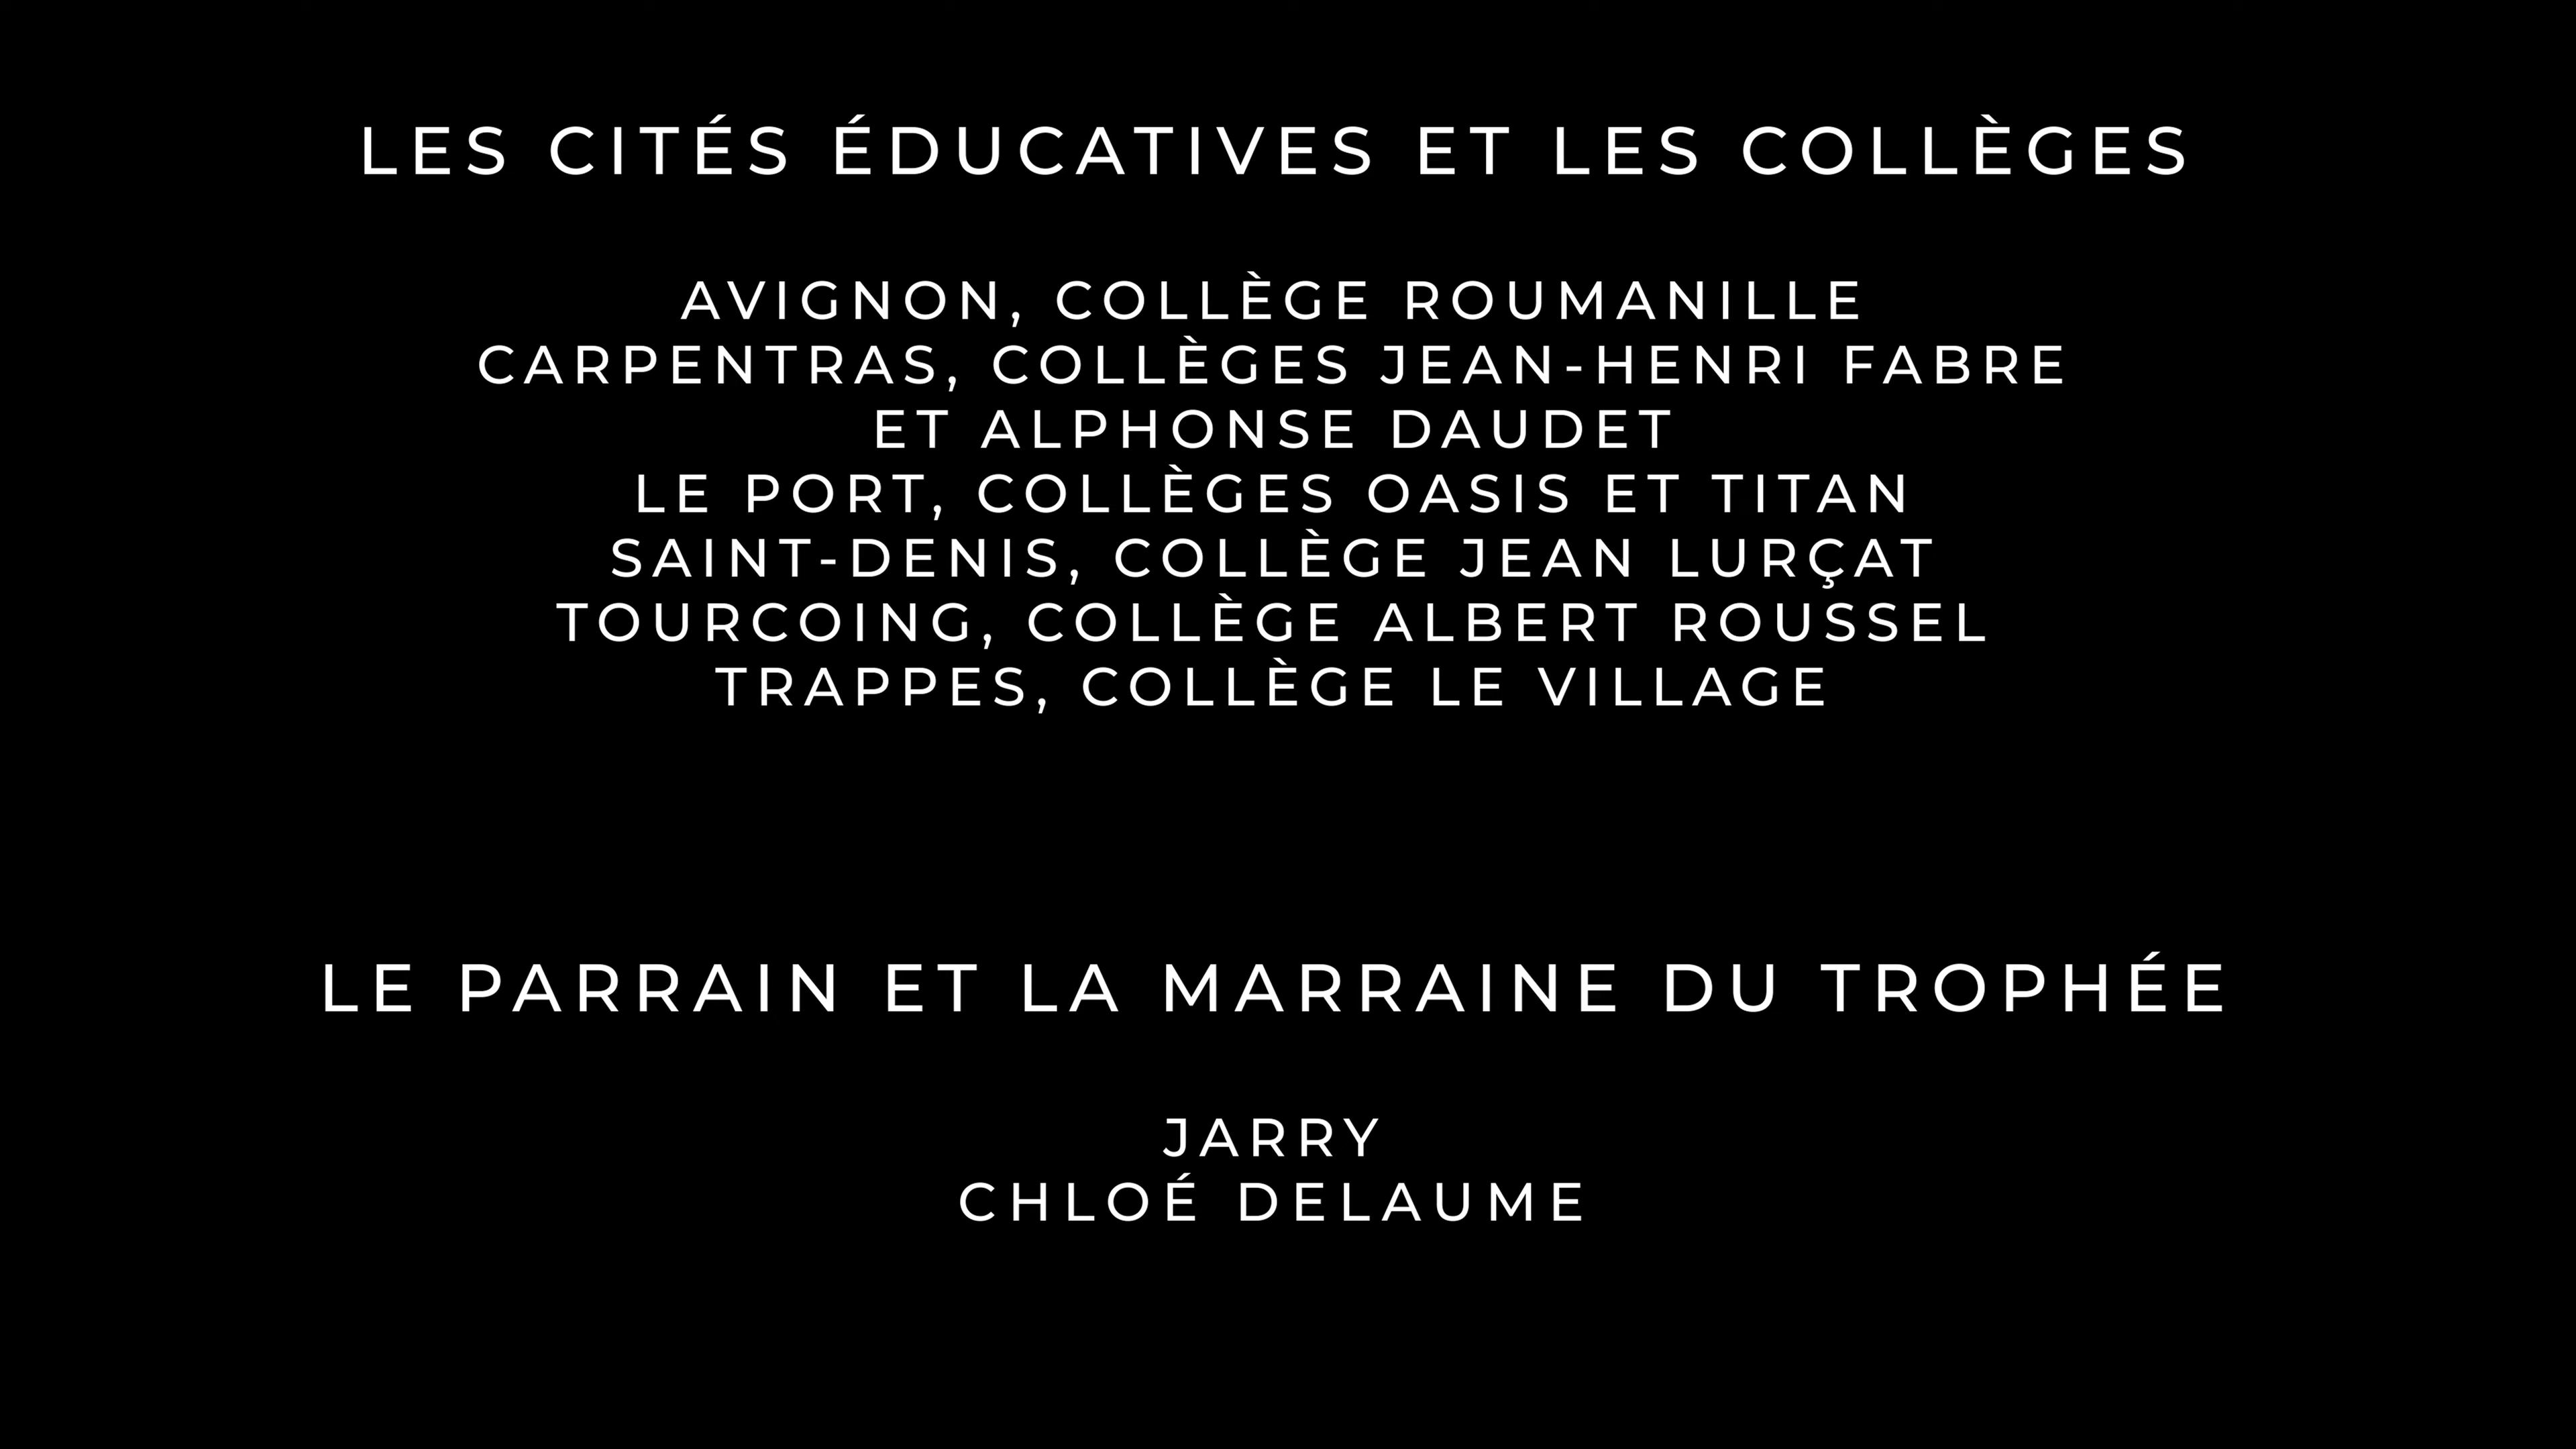 LES CITÉS ÉDUCATIVES ET LES COLLÈGES
AVIGNON, COLLÈGE ROUMANILLE
CARPENTRAS, COLLÈGES JEAN-HENRI FABRE
ET ALPHONSE DAUDET
LE PORT, COLLÈGES OASIS ET TITAN
SAINT-DENIS, COLLÈGE JEAN LURÇAT
TOURCOING, COLLÈGE ALBERT ROUSSEL
TRAPPES, COLLÈGE LE VILLAGE
LE PARRAIN ET LA MARRAINE DU TROPHÉE
JARRY
CHLOÉ DELAUME